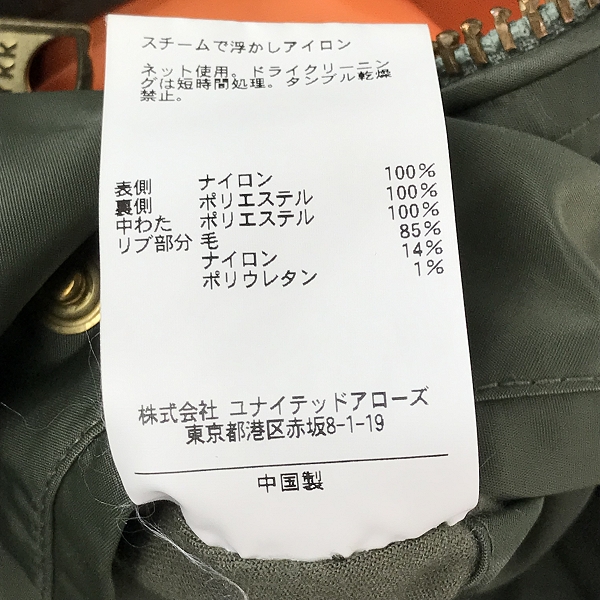 スチームで浮かしアイロン
ネット使用。ドライクリーニン
グは短時間処理。タンブル乾燥
禁止。
表側 ナイロン 100%
裏側 ポリエステル 100%
中わた ポリエステル 100%
リブ部分 毛 85%
ナイロン 14%
ポリウレタン 1%
株式会社 ユナイテッドアローズ
東京都港区赤坂8-1-19
中国製